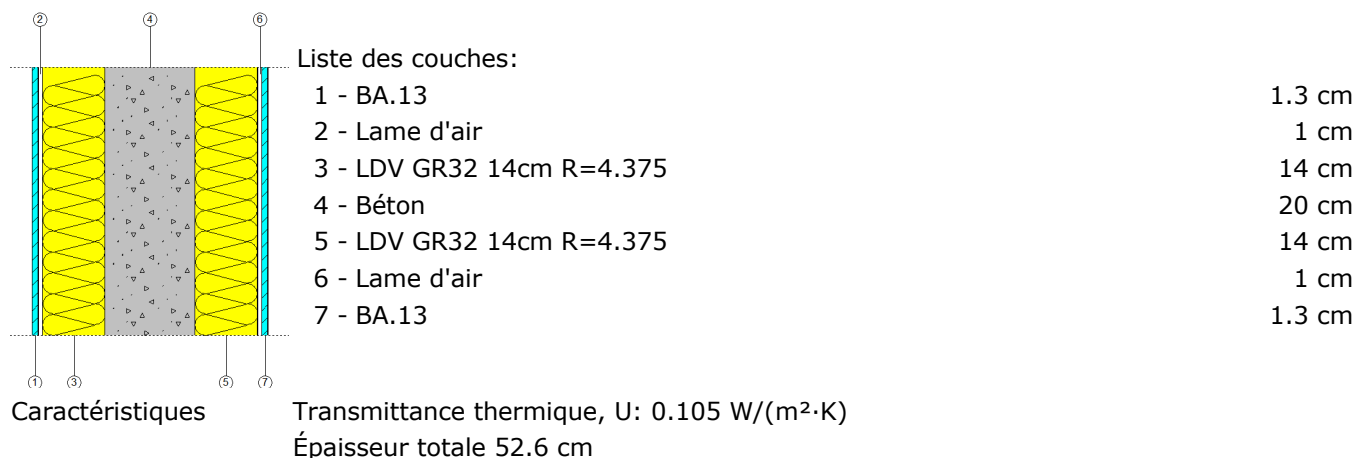 2 4 6
Liste des couches:
1 - BA.13 1.3 cm
2 - Lame d'air 1 cm
3 - LDV GR32 14cm R=4.375 14 cm
4 - Béton 20 cm
5 - LDV GR32 14cm R=4.375 14 cm
6 - Lame d'air 1 cm
7 - BA.13 1.3 cm
1 3 5 7
Caractéristiques Transmittance thermique, U: 0.105 W/(m²·K)
Épaisseur totale 52.6 cm